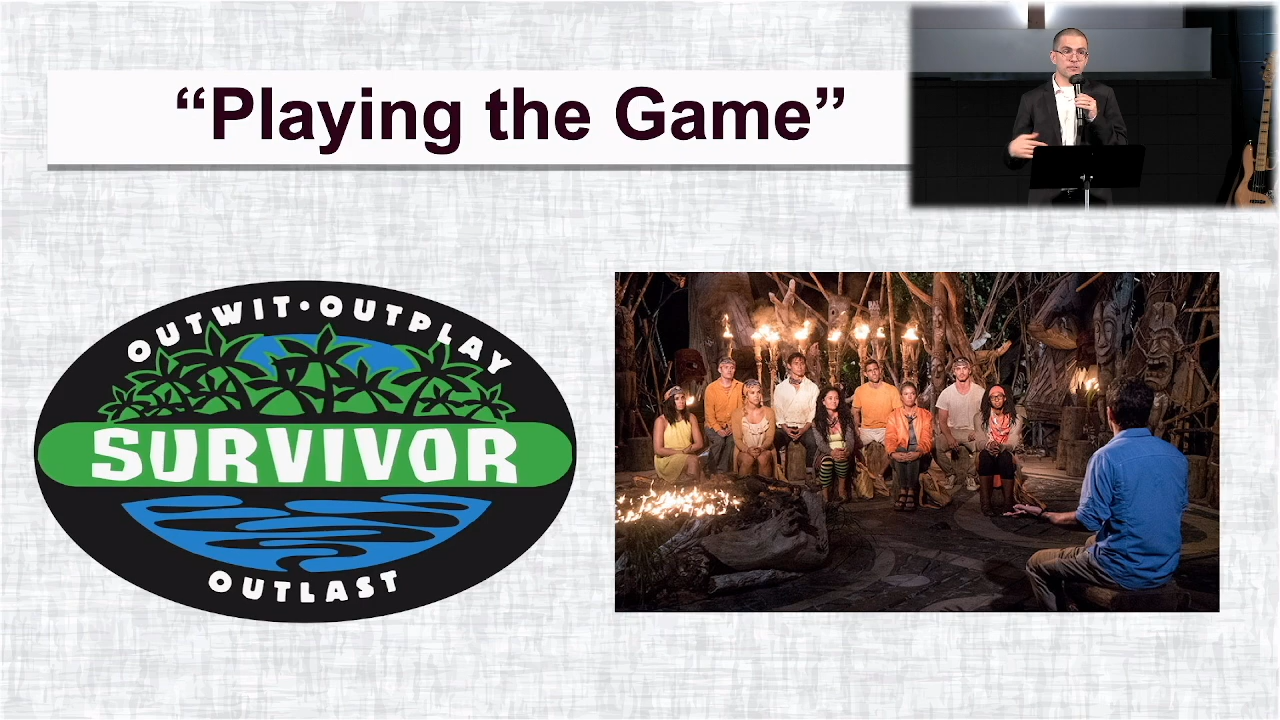 “Playing the Game”
OUTWIT•OUTPLAY
SURVIVOR
OUTLAST